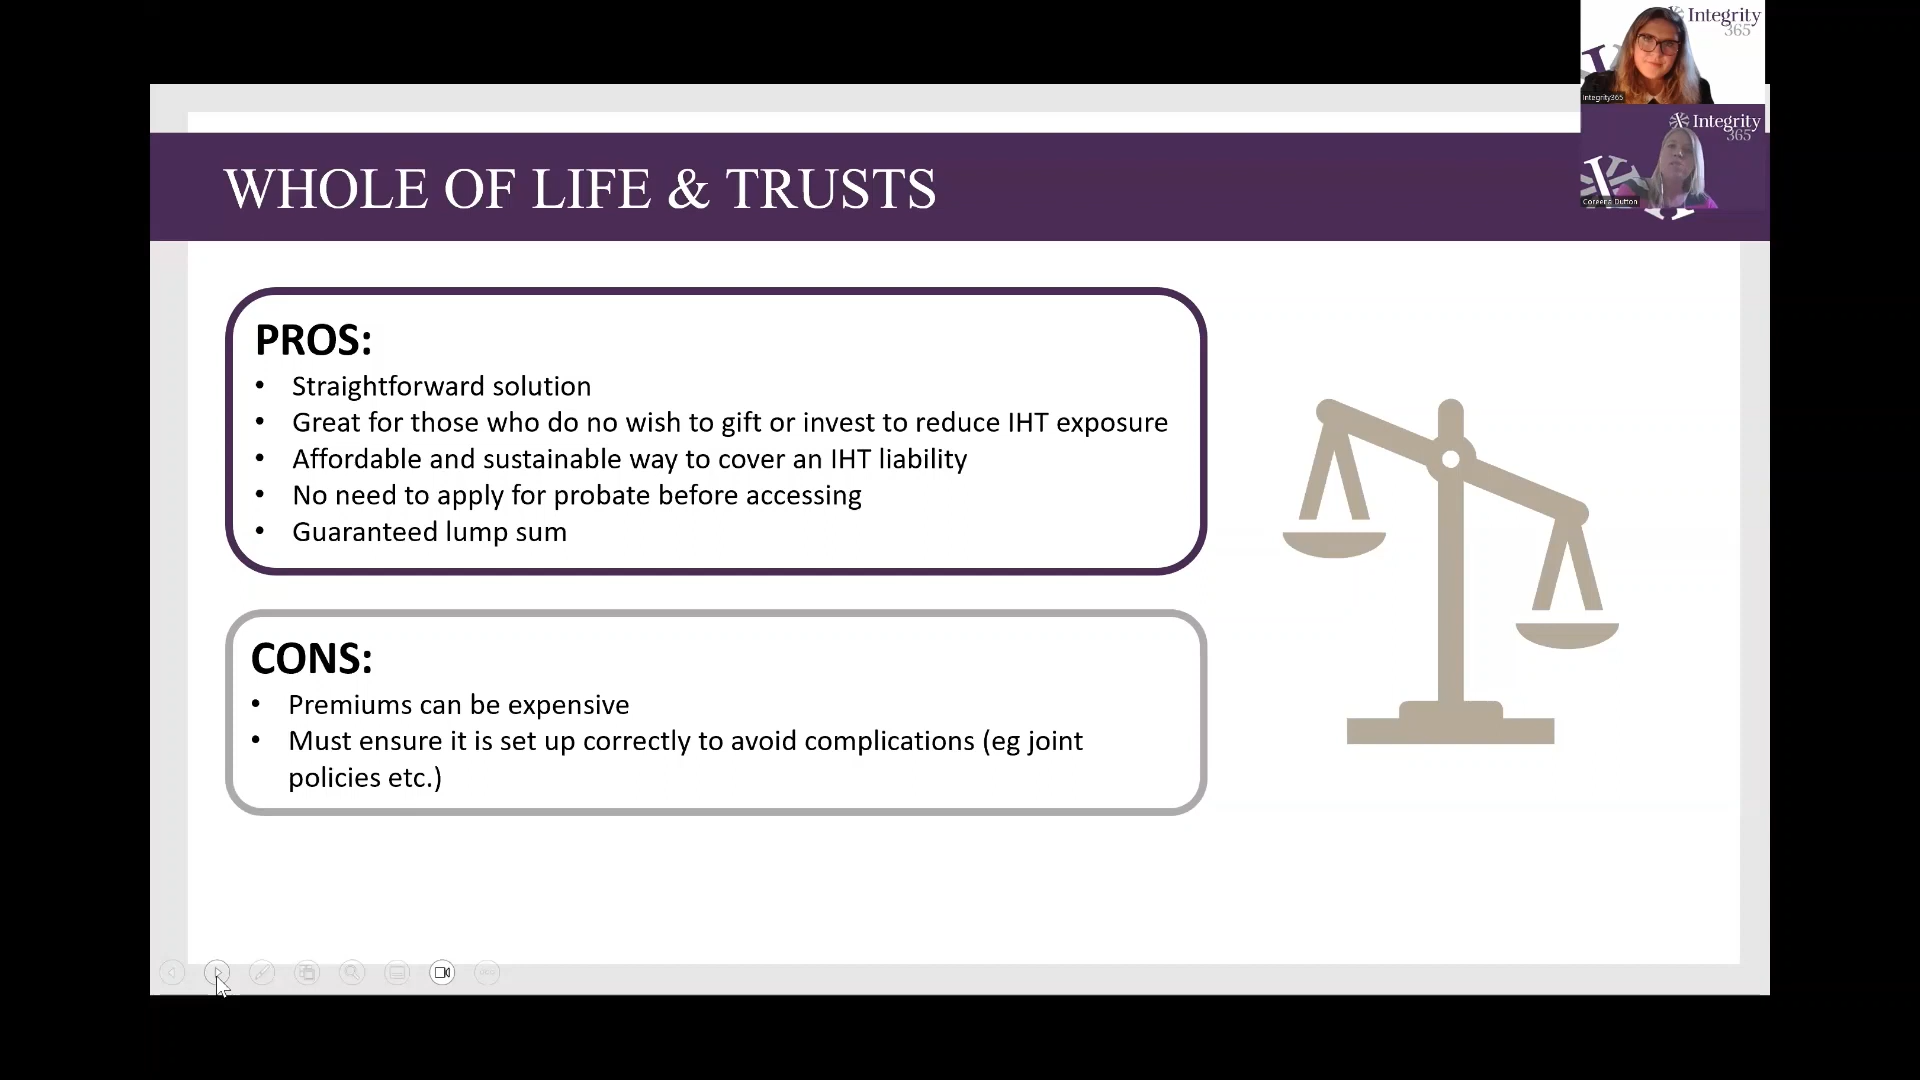 Integrity
365
Integrity365
Integrity
365
Coreena Dutton
WHOLE OF LIFE & TRUSTS
PROS:
• Straightforward solution
• Great for those who do no wish to gift or invest to reduce IHT exposure
• Affordable and sustainable way to cover an IHT liability
• No need to apply for probate before accessing
• Guaranteed lump sum
CONS:
• Premiums can be expensive
• Must ensure it is set up correctly to avoid complications (eg joint
policies etc.)